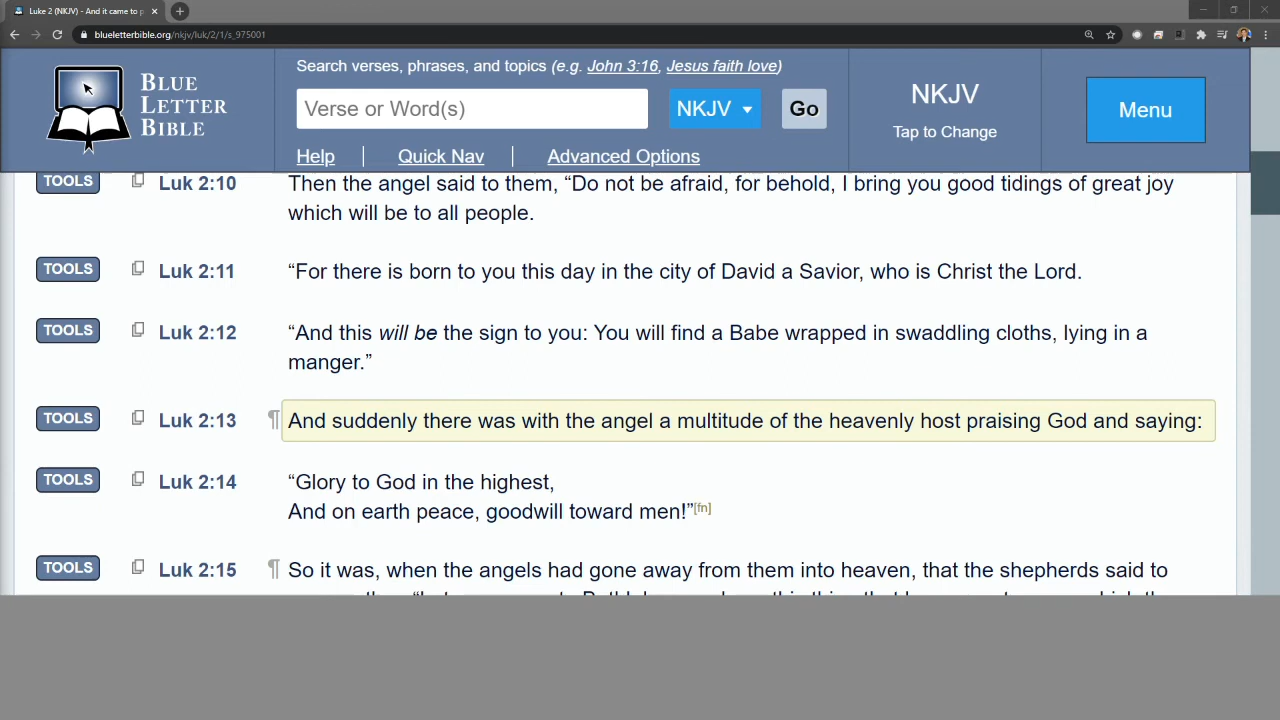 Luke 2 (NKJV) - And it came to p
blueletterbible.org/nkjv/luk/2/1/s_975001
BLUE
LETTER
BIBLE
Search verses, phrases, and topics (e.g. John 3:16, Jesus faith love)
Verse or Word(s)
NKJV
Go
Help
Quick Nav
Advanced Options
NKJV
Tap to Change
Menu
TOOLS Luk 2:10 Then the angel said to them, “Do not be afraid, for behold, I bring you good tidings of great joy
which will be to all people.
TOOLS Luk 2:11 “For there is born to you this day in the city of David a Savior, who is Christ the Lord.
TOOLS Luk 2:12 “And this will be the sign to you: You will find a Babe wrapped in swaddling cloths, lying in a
manger.”
TOOLS Luk 2:13 ¶ And suddenly there was with the angel a multitude of the heavenly host praising God and saying:
TOOLS Luk 2:14 “Glory to God in the highest,
And on earth peace, goodwill toward men!”[fn]
TOOLS Luk 2:15 ¶ So it was, when the angels had gone away from them into heaven, that the shepherds said to